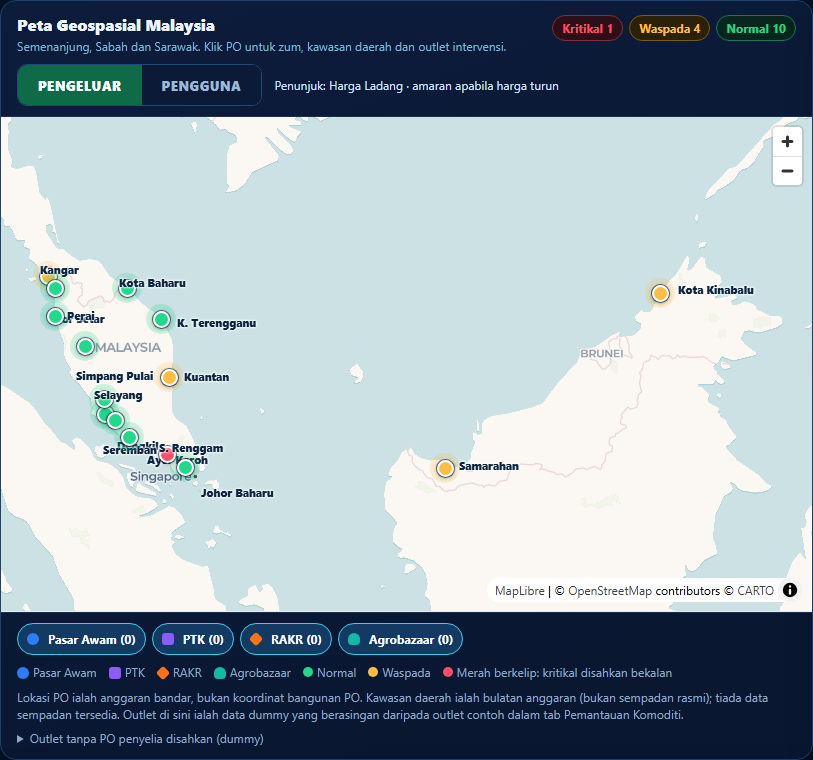 Peta Geospasial Malaysia
Semenanjung, Sabah dan Sarawak. Klik PO untuk zum, kawasan daerah dan outlet intervensi.
Kritikal 1
Waspada 4
Normal 10
PENGELUAR
PENGGUNA
Penunjuk: Harga Ladang · amaran apabila harga turun
+
−
Kangar
Kota Baharu
Kota Kinabalu
Perai
K. Terengganu
MALAYSIA
BRUNEI
Simpang Pulai
Kuantan
Selayang
S. Renggam
Seremban
Samarahan
Singapore
Johor Baharu
MapLibre | © OpenStreetMap contributors © CARTO
Pasar Awam (0)
PTK (0)
RAKR (0)
Agrobazaar (0)
Pasar Awam PTK RAKR Agrobazaar Normal Waspada Merah berkelip: kritikal disahkan bekalan
Lokasi PO ialah anggaran bandar, bukan koordinat bangunan PO. Kawasan daerah ialah bulatan anggaran (bukan sempadan rasmi); tiada data
sempadan tersedia. Outlet di sini ialah data dummy yang berasingan daripada outlet contoh dalam tab Pemantauan Komoditi.
Outlet tanpa PO penyelia disahkan (dummy)